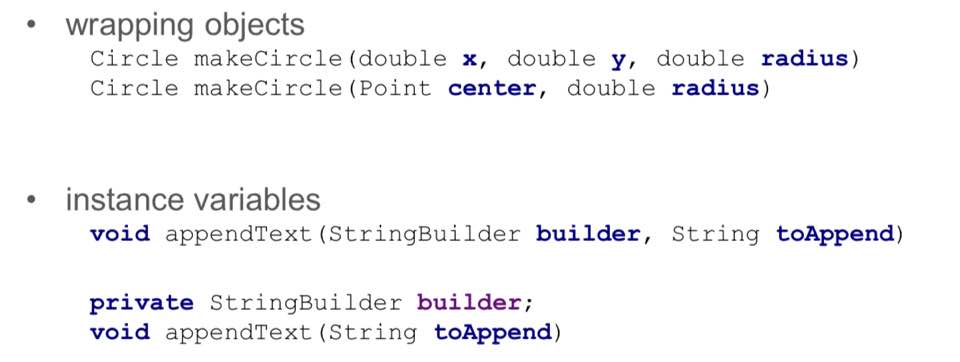 • wrapping objects
Circle makeCircle(double x, double y, double radius)
Circle makeCircle(Point center, double radius)
• instance variables
void appendText(StringBuilder builder, String toAppend)
private StringBuilder builder;
void appendText(String toAppend)